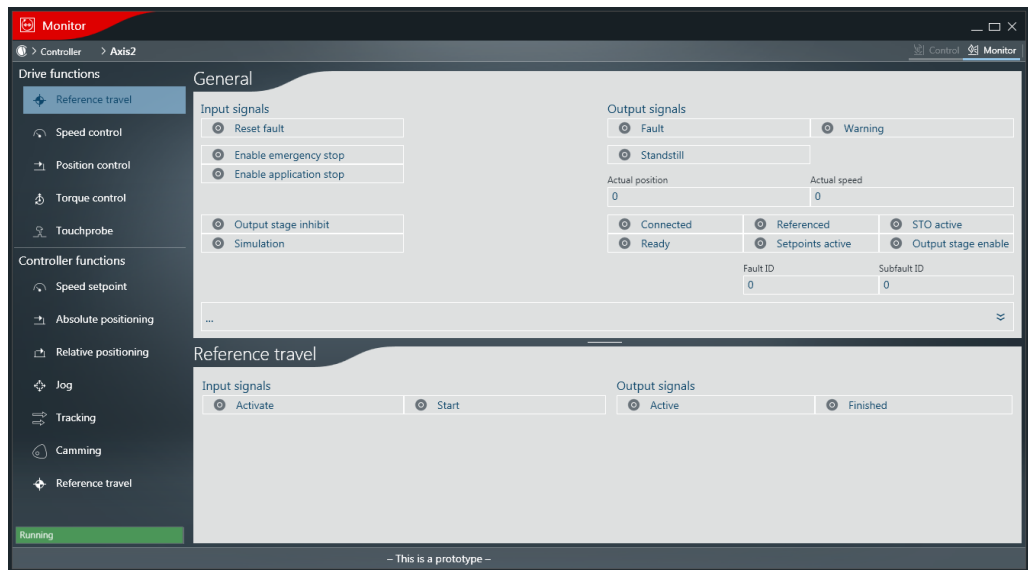 Monitor
> Controller > Axis2
Control Monitor
Drive functions
Reference travel
Speed control
Position control
Torque control
Touchprobe
Controller functions
Speed setpoint
Absolute positioning
Relative positioning
Jog
Tracking
Camming
Reference travel
Running
General
Input signals
Reset fault
Enable emergency stop
Enable application stop
Output stage inhibit
Simulation
Output signals
Fault Warning
Standstill
Actual position Actual speed
0 0
Connected Referenced STO active
Ready Setpoints active Output stage enable
Fault ID Subfault ID
0 0
...
Reference travel
Input signals
Activate Start
Output signals
Active Finished
– This is a prototype –